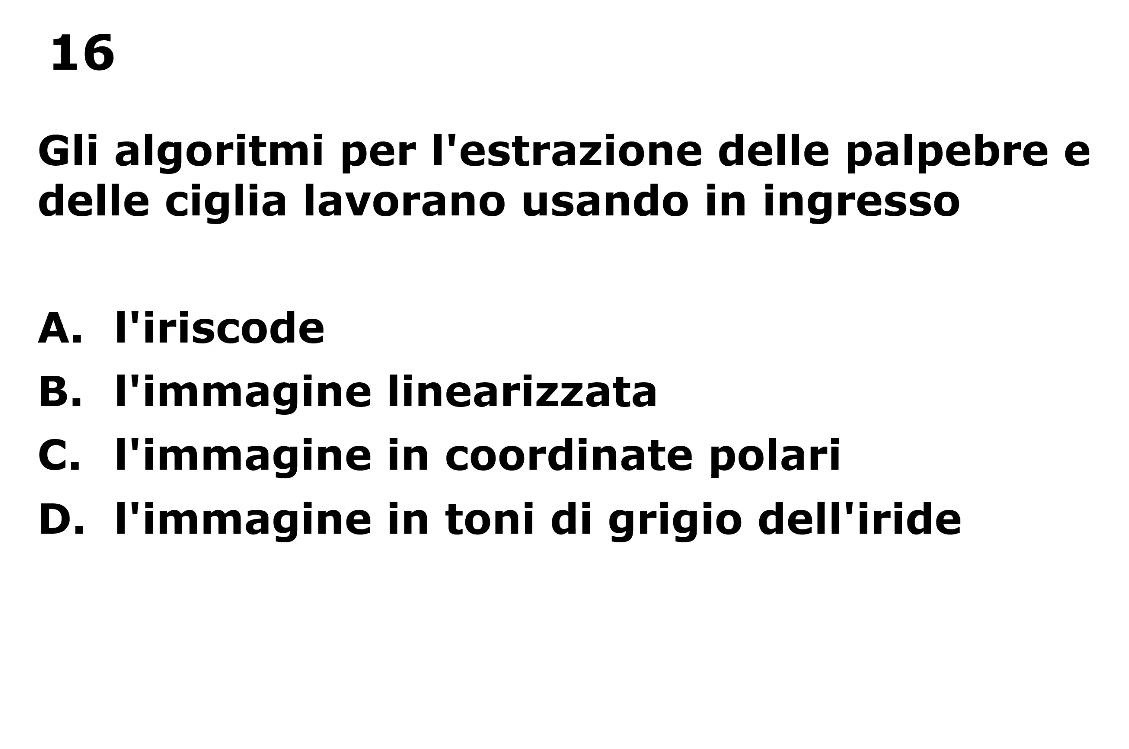 16
Gli algoritmi per l'estrazione delle palpebre e
delle ciglia lavorano usando in ingresso
A. l'iriscode
B. l'immagine linearizzata
C. l'immagine in coordinate polari
D. l'immagine in toni di grigio dell'iride